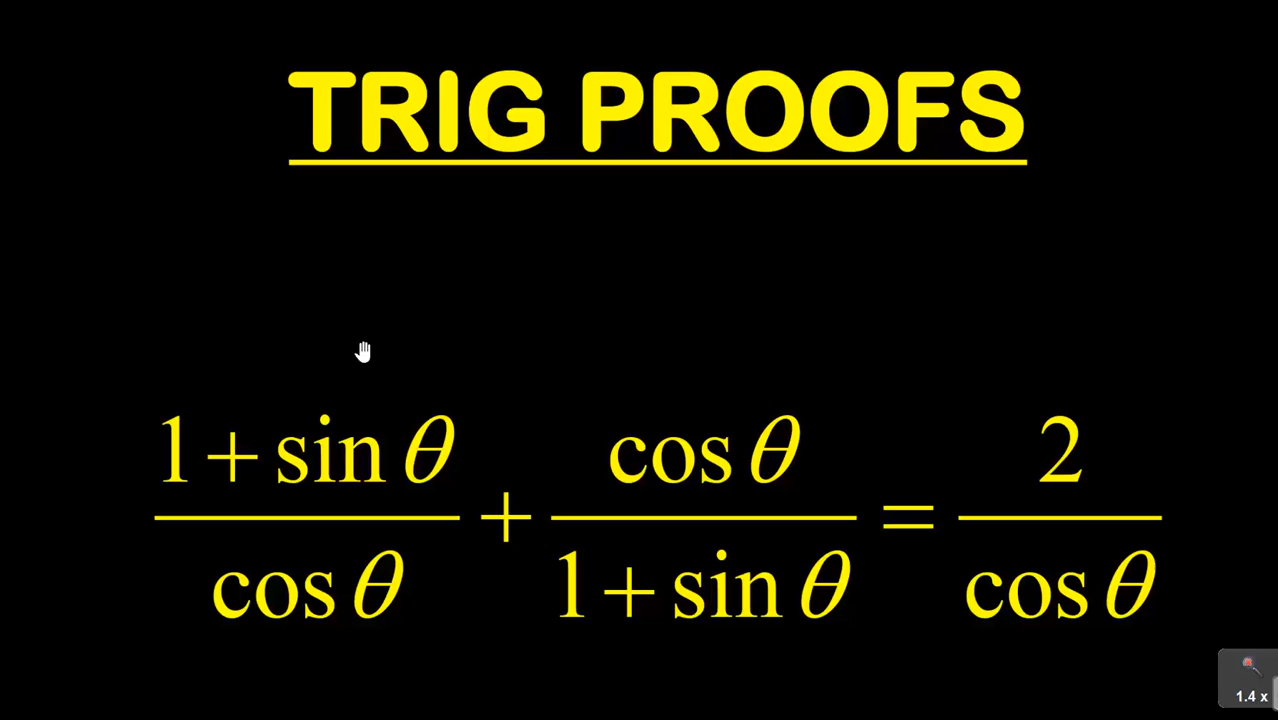 TRIG PROOFS
1 + sin θ / cos θ + cos θ / 1 + sin θ = 2 / cos θ
1.4 x